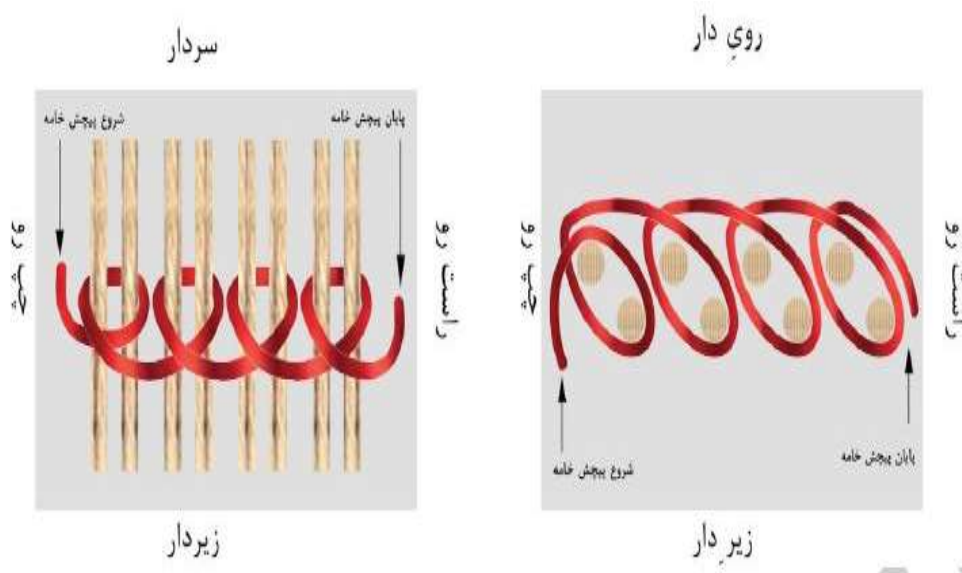 سردار
رویِ دار
شروع پیچش خامه
پایان پیچش خامه
چپ رو
راست رو
چپ رو
راست رو
شروع پیچش خامه
پایان پیچش خامه
زیردار
زیرِ دار